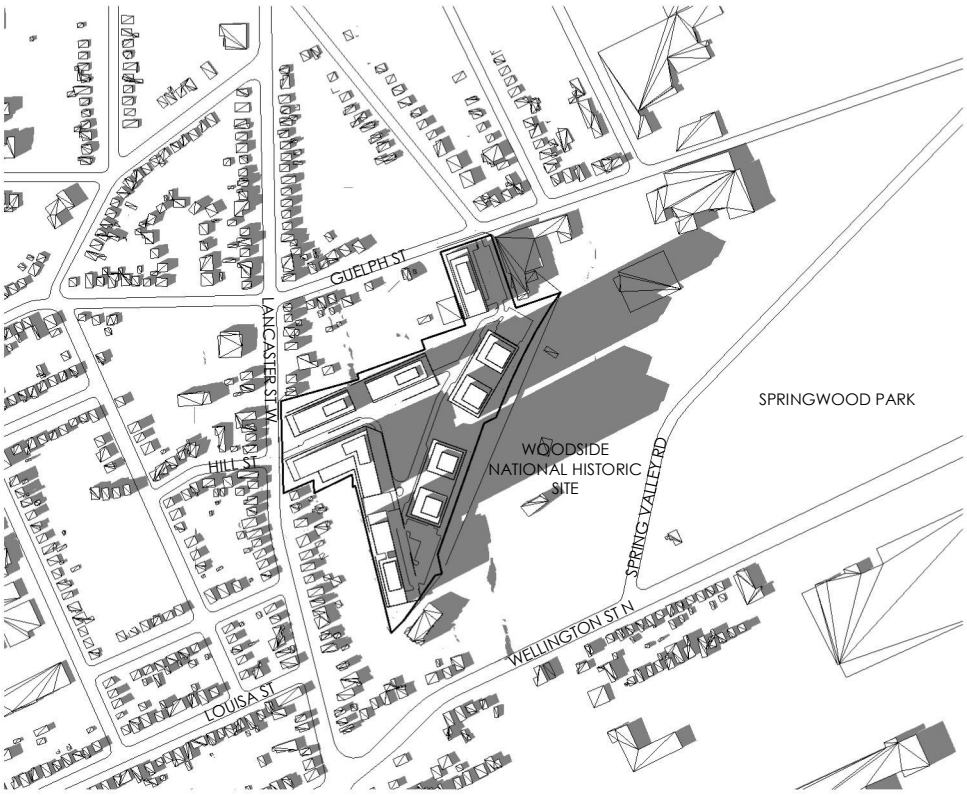 GUELPH ST
LANCASTER ST W
SPRINGWOOD PARK
WOODSIDE
NATIONAL HISTORIC
SITE
HILL ST
SPRING VALLEY RD
WELLINGTON ST N
LOUISA ST